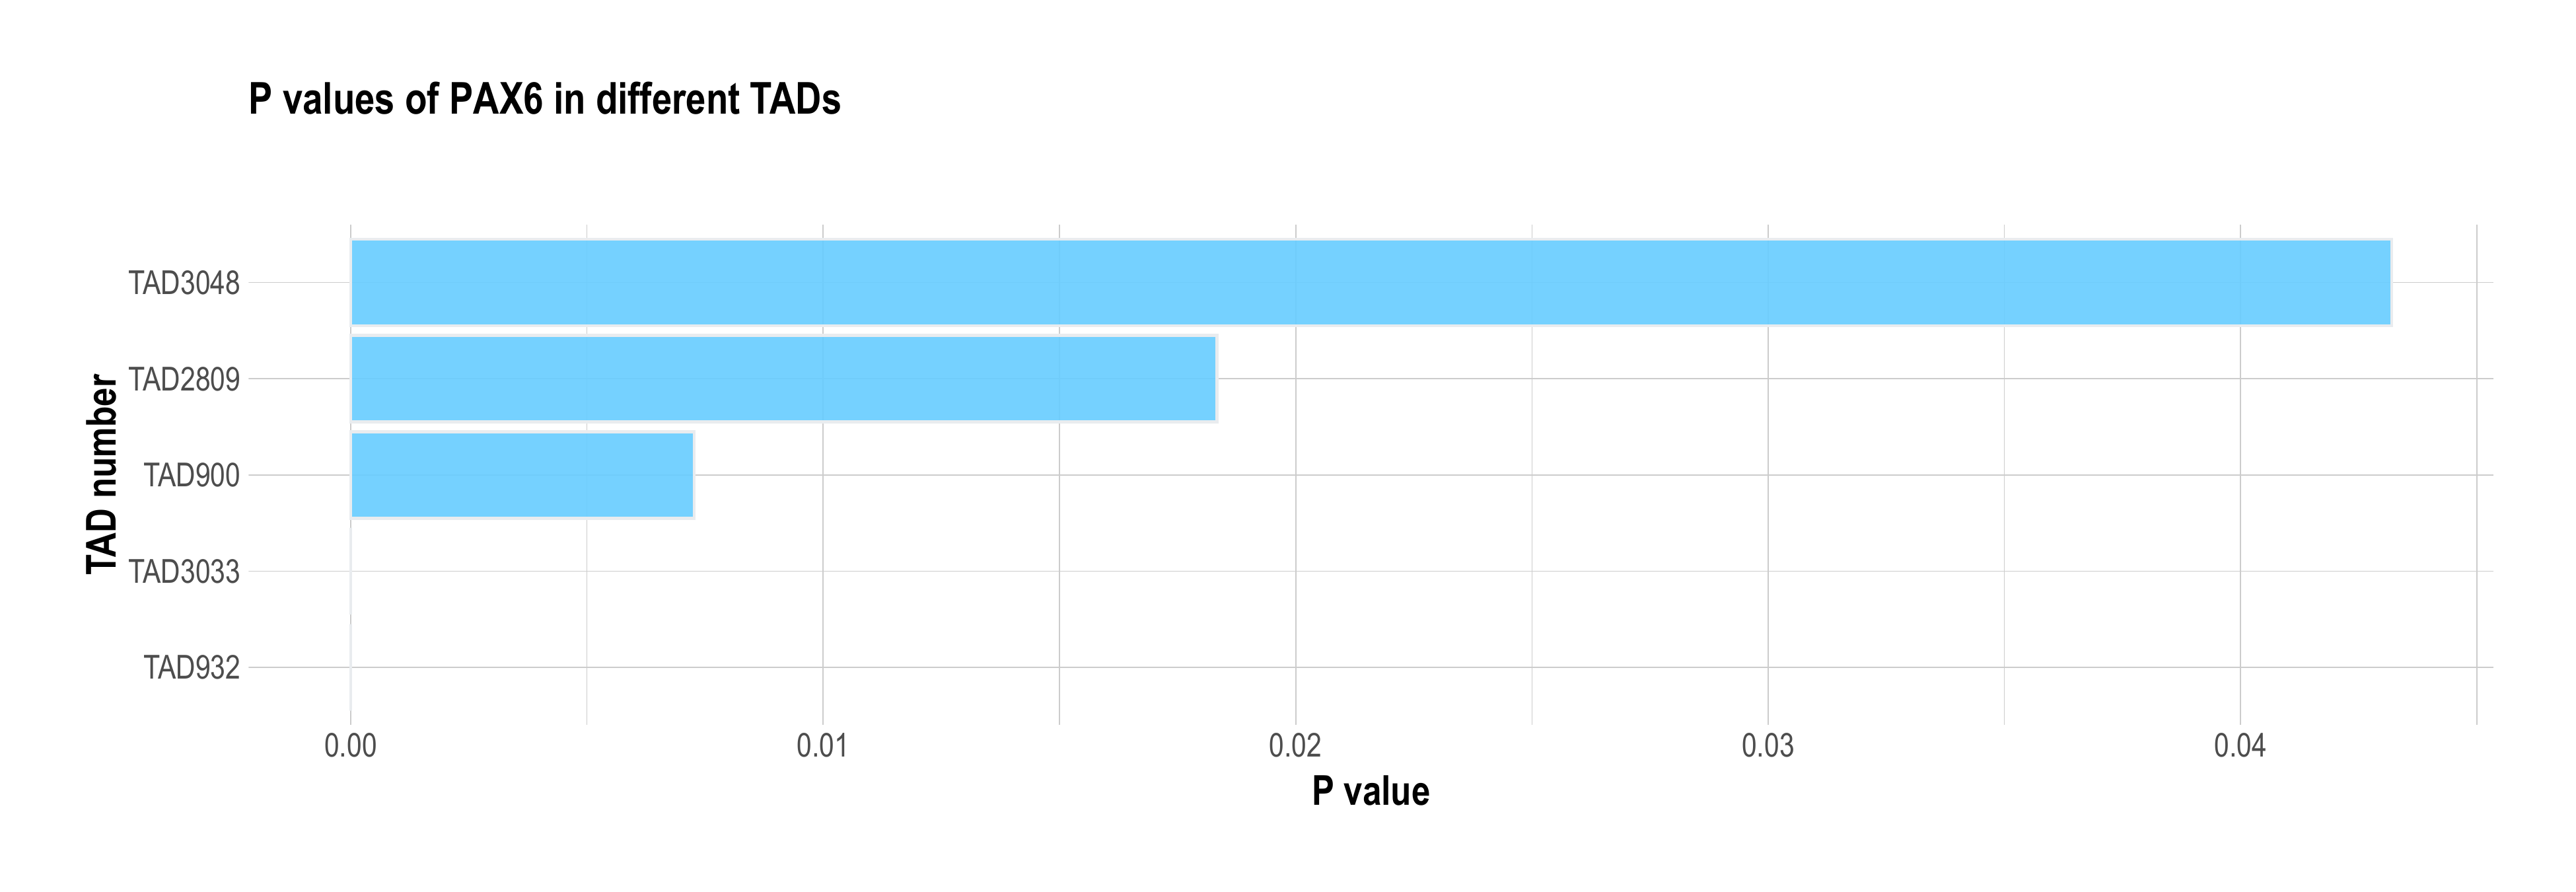 P values of PAX6 in different TADs
TAD number
TAD3048
TAD2809
TAD900
TAD3033
TAD932
0.00 0.01 0.02 0.03 0.04
P value